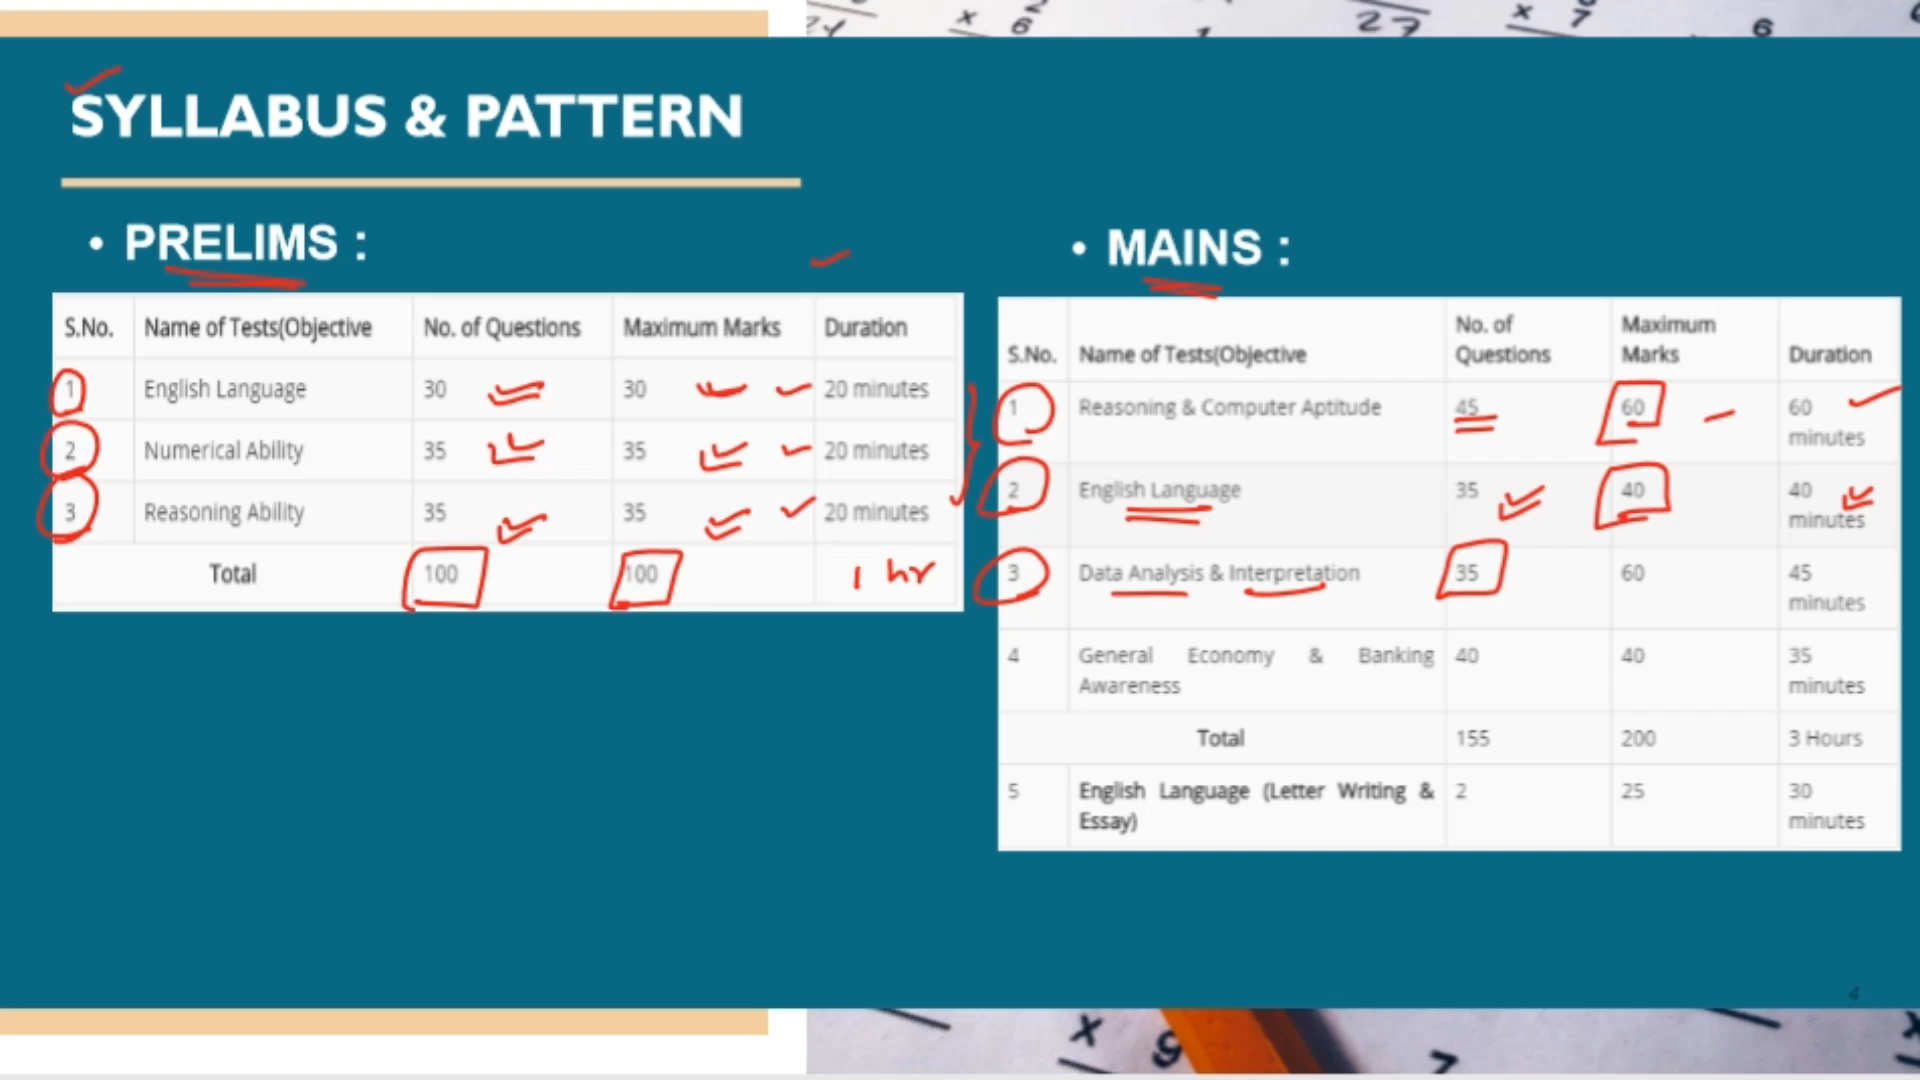 SYLLABUS & PATTERN
• PRELIMS :
S.No. Name of Tests(Objective No. of Questions Maximum Marks Duration
1 English Language 30 30 20 minutes
2 Numerical Ability 35 35 20 minutes
3 Reasoning Ability 35 35 20 minutes
Total 100 100 1 hr
• MAINS :
S.No. Name of Tests(Objective No. of Questions Maximum Marks Duration
1 Reasoning & Computer Aptitude 45 60 60 minutes
2 English Language 35 40 40 minutes
3 Data Analysis & Interpretation 35 60 45 minutes
4 General Economy & Banking Awareness 40 40 35 minutes
Total 155 200 3 Hours
5 English Language (Letter Writing & Essay) 2 25 30 minutes
4